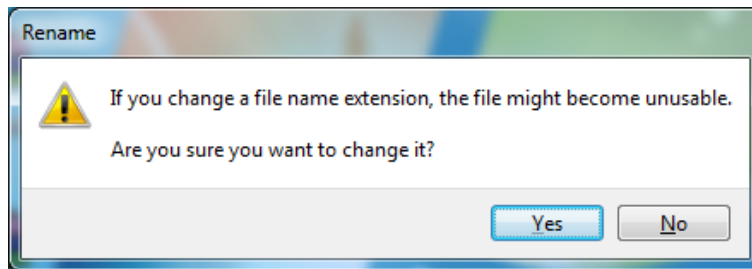 Rename
If you change a file name extension, the file might become unusable.
Are you sure you want to change it?
Yes
No